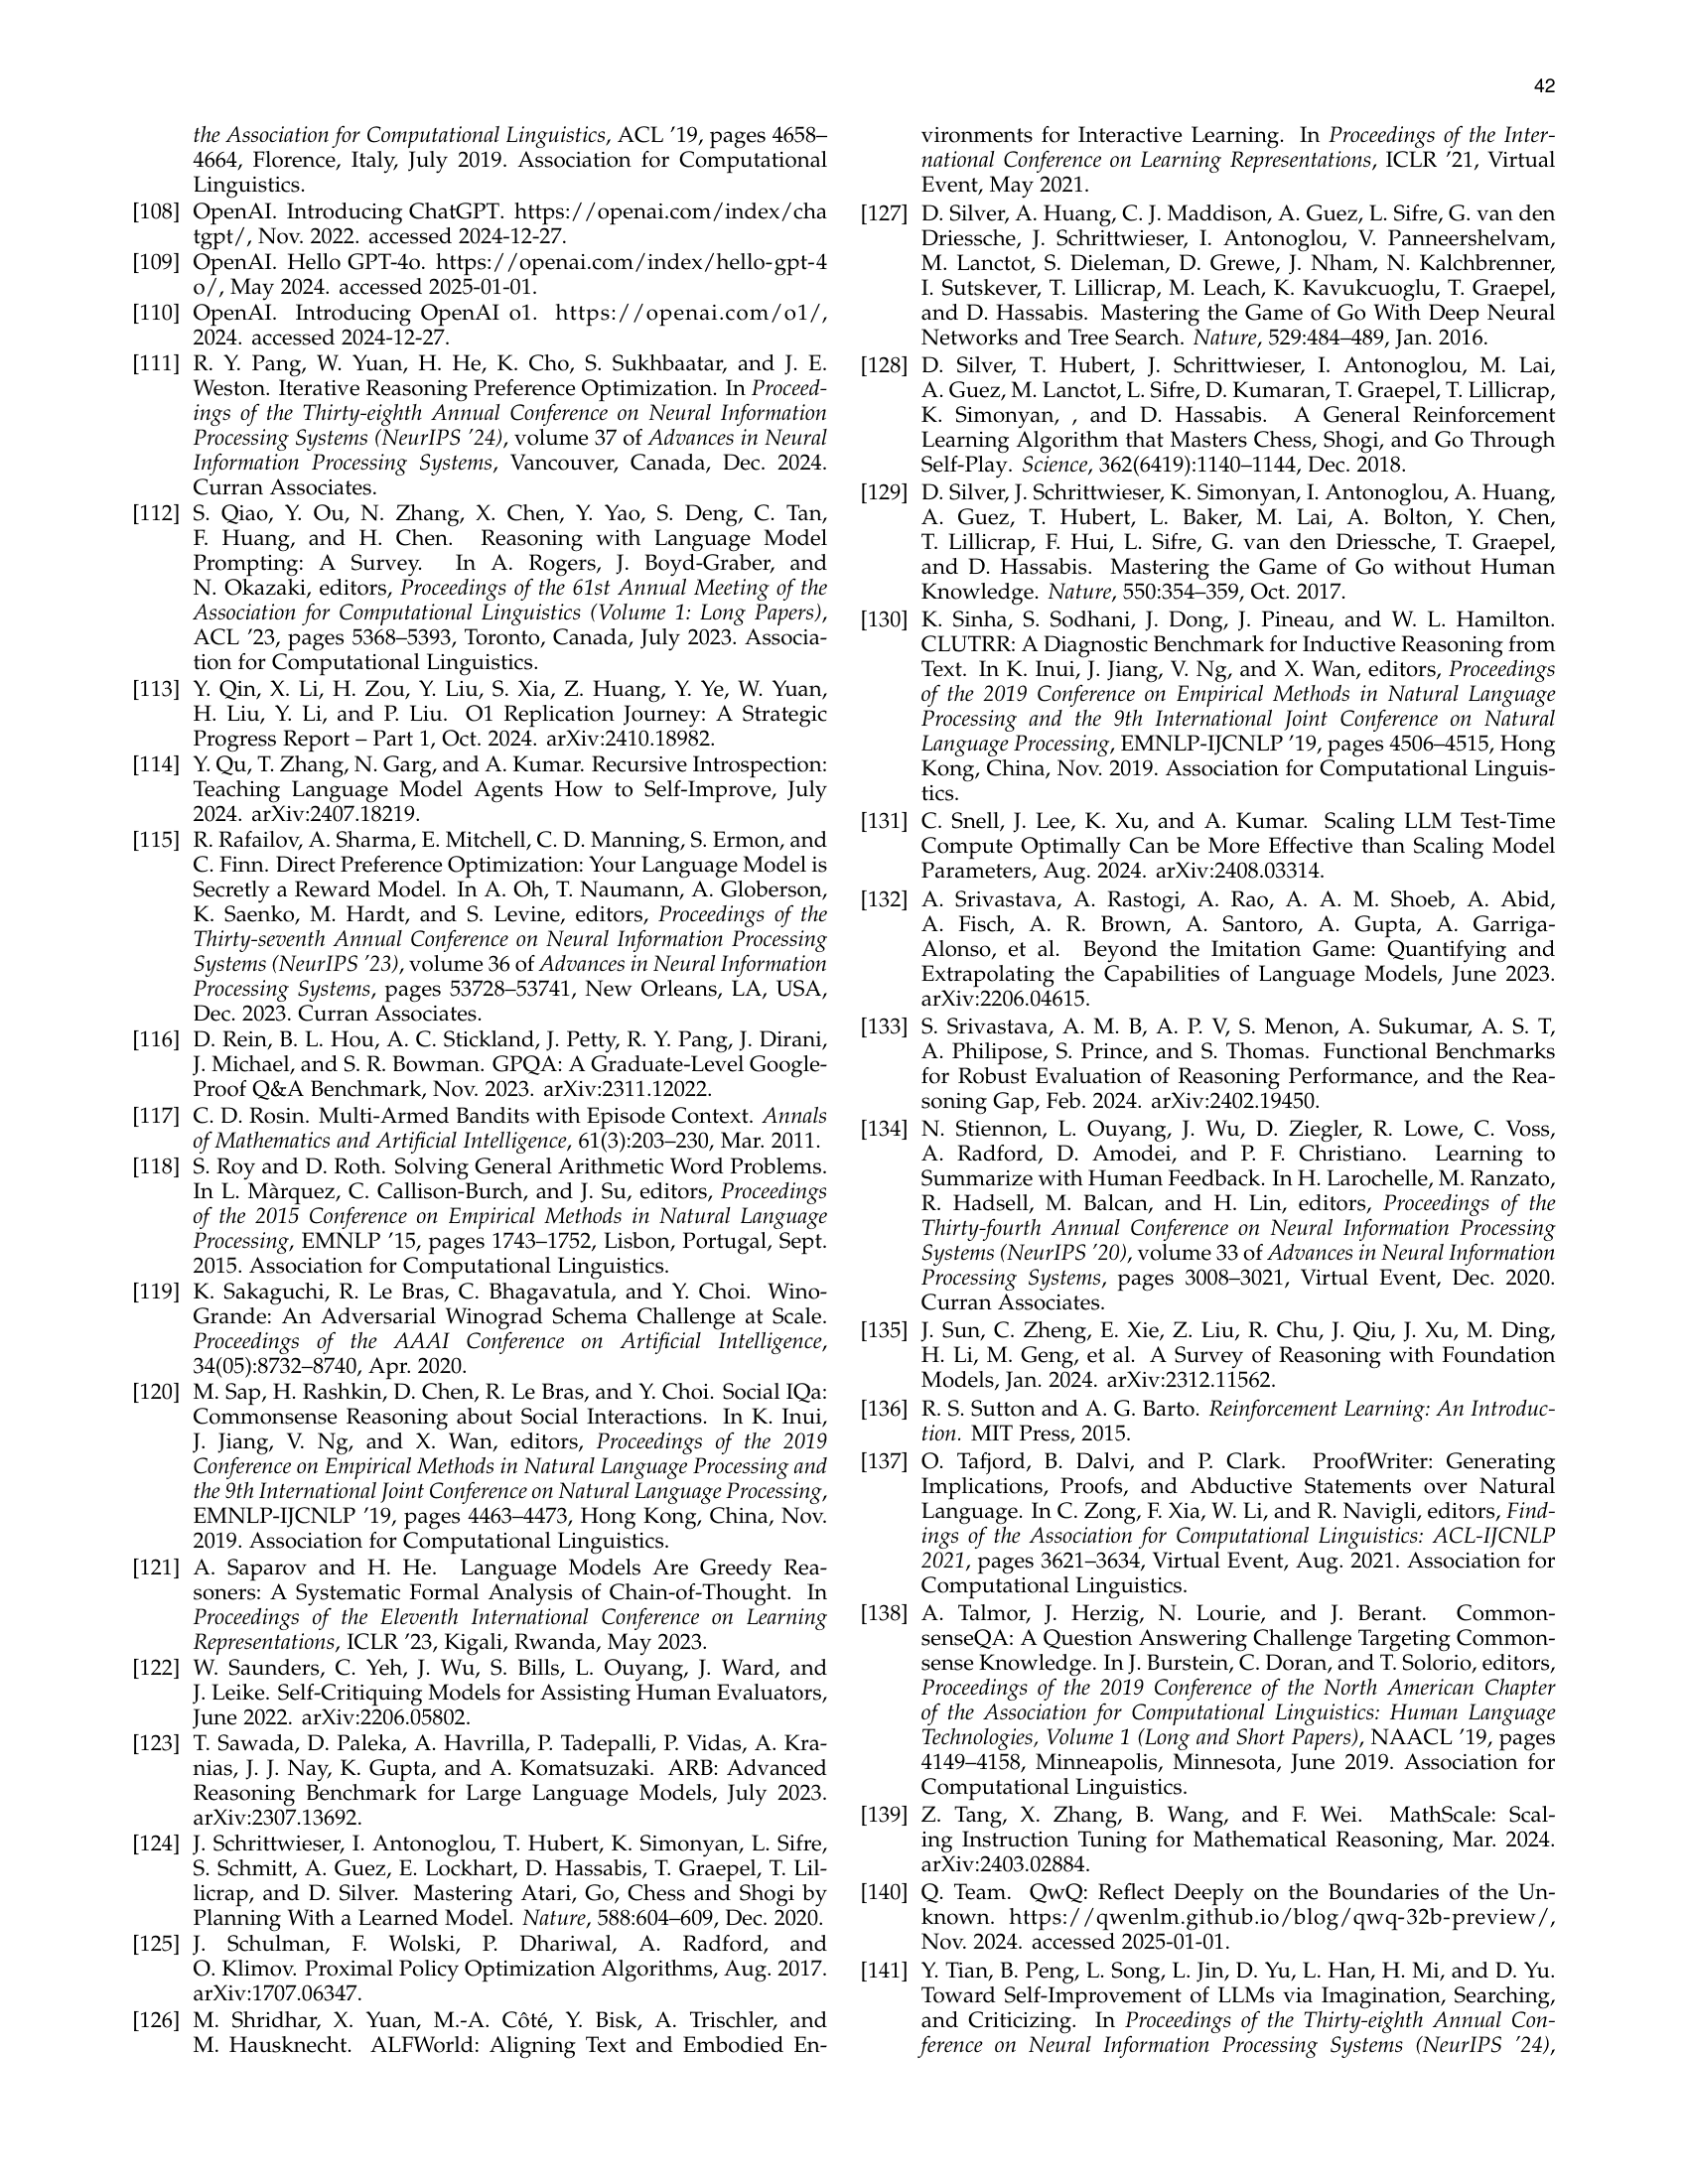 42
the Association for Computational Linguistics, ACL ’19, pages 4658–
4664, Florence, Italy, July 2019. Association for Computational
Linguistics.
[108] OpenAI. Introducing ChatGPT. https://openai.com/index/cha
tgpt/, Nov. 2022. accessed 2024-12-27.
[109] OpenAI. Hello GPT-4o. https://openai.com/index/hello-gpt-4
o/, May 2024. accessed 2025-01-01.
[110] OpenAI. Introducing OpenAI o1. https://openai.com/o1/,
2024. accessed 2024-12-27.
[111] R. Y. Pang, W. Yuan, H. He, K. Cho, S. Sukhbaatar, and J. E.
Weston. Iterative Reasoning Preference Optimization. In Proceed-
ings of the Thirty-eighth Annual Conference on Neural Information
Processing Systems (NeurIPS ’24), volume 37 of Advances in Neural
Information Processing Systems, Vancouver, Canada, Dec. 2024.
Curran Associates.
[112] S. Qiao, Y. Ou, N. Zhang, X. Chen, Y. Yao, S. Deng, C. Tan,
F. Huang, and H. Chen. Reasoning with Language Model
Prompting: A Survey. In A. Rogers, J. Boyd-Graber, and
N. Okazaki, editors, Proceedings of the 61st Annual Meeting of the
Association for Computational Linguistics (Volume 1: Long Papers),
ACL ’23, pages 5368–5393, Toronto, Canada, July 2023. Associa-
tion for Computational Linguistics.
[113] Y. Qin, X. Li, H. Zou, Y. Liu, S. Xia, Z. Huang, Y. Ye, W. Yuan,
H. Liu, Y. Li, and P. Liu. O1 Replication Journey: A Strategic
Progress Report – Part 1, Oct. 2024. arXiv:2410.18982.
[114] Y. Qu, T. Zhang, N. Garg, and A. Kumar. Recursive Introspection:
Teaching Language Model Agents How to Self-Improve, July
2024. arXiv:2407.18219.
[115] R. Rafailov, A. Sharma, E. Mitchell, C. D. Manning, S. Ermon, and
C. Finn. Direct Preference Optimization: Your Language Model is
Secretly a Reward Model. In A. Oh, T. Naumann, A. Globerson,
K. Saenko, M. Hardt, and S. Levine, editors, Proceedings of the
Thirty-seventh Annual Conference on Neural Information Processing
Systems (NeurIPS ’23), volume 36 of Advances in Neural Information
Processing Systems, pages 53728–53741, New Orleans, LA, USA,
Dec. 2023. Curran Associates.
[116] D. Rein, B. L. Hou, A. C. Stickland, J. Petty, R. Y. Pang, J. Dirani,
J. Michael, and S. R. Bowman. GPQA: A Graduate-Level Google-
Proof Q&A Benchmark, Nov. 2023. arXiv:2311.12022.
[117] C. D. Rosin. Multi-Armed Bandits with Episode Context. Annals
of Mathematics and Artificial Intelligence, 61(3):203–230, Mar. 2011.
[118] S. Roy and D. Roth. Solving General Arithmetic Word Problems.
In L. Màrquez, C. Callison-Burch, and J. Su, editors, Proceedings
of the 2015 Conference on Empirical Methods in Natural Language
Processing, EMNLP ’15, pages 1743–1752, Lisbon, Portugal, Sept.
2015. Association for Computational Linguistics.
[119] K. Sakaguchi, R. Le Bras, C. Bhagavatula, and Y. Choi. Wino-
Grande: An Adversarial Winograd Schema Challenge at Scale.
Proceedings of the AAAI Conference on Artificial Intelligence,
34(05):8732–8740, Apr. 2020.
[120] M. Sap, H. Rashkin, D. Chen, R. Le Bras, and Y. Choi. Social IQa:
Commonsense Reasoning about Social Interactions. In K. Inui,
J. Jiang, V. Ng, and X. Wan, editors, Proceedings of the 2019
Conference on Empirical Methods in Natural Language Processing and
the 9th International Joint Conference on Natural Language Processing,
EMNLP-IJCNLP ’19, pages 4463–4473, Hong Kong, China, Nov.
2019. Association for Computational Linguistics.
[121] A. Saparov and H. He. Language Models Are Greedy Rea-
soners: A Systematic Formal Analysis of Chain-of-Thought. In
Proceedings of the Eleventh International Conference on Learning
Representations, ICLR ’23, Kigali, Rwanda, May 2023.
[122] W. Saunders, C. Yeh, J. Wu, S. Bills, L. Ouyang, J. Ward, and
J. Leike. Self-Critiquing Models for Assisting Human Evaluators,
June 2022. arXiv:2206.05802.
[123] T. Sawada, D. Paleka, A. Havrilla, P. Tadepalli, P. Vidas, A. Kra-
nias, J. J. Nay, K. Gupta, and A. Komatsuzaki. ARB: Advanced
Reasoning Benchmark for Large Language Models, July 2023.
arXiv:2307.13692.
[124] J. Schrittwieser, I. Antonoglou, T. Hubert, K. Simonyan, L. Sifre,
S. Schmitt, A. Guez, E. Lockhart, D. Hassabis, T. Graepel, T. Lil-
licrap, and D. Silver. Mastering Atari, Go, Chess and Shogi by
Planning With a Learned Model. Nature, 588:604–609, Dec. 2020.
[125] J. Schulman, F. Wolski, P. Dhariwal, A. Radford, and
O. Klimov. Proximal Policy Optimization Algorithms, Aug. 2017.
arXiv:1707.06347.
[126] M. Shridhar, X. Yuan, M.-A. Côté, Y. Bisk, A. Trischler, and
M. Hausknecht. ALFWorld: Aligning Text and Embodied En-
vironments for Interactive Learning. In Proceedings of the Inter-
national Conference on Learning Representations, ICLR ’21, Virtual
Event, May 2021.
[127] D. Silver, A. Huang, C. J. Maddison, A. Guez, L. Sifre, G. van den
Driessche, J. Schrittwieser, I. Antonoglou, V. Panneershelvam,
M. Lanctot, S. Dieleman, D. Grewe, J. Nham, N. Kalchbrenner,
I. Sutskever, T. Lillicrap, M. Leach, K. Kavukcuoglu, T. Graepel,
and D. Hassabis. Mastering the Game of Go With Deep Neural
Networks and Tree Search. Nature, 529:484–489, Jan. 2016.
[128] D. Silver, T. Hubert, J. Schrittwieser, I. Antonoglou, M. Lai,
A. Guez, M. Lanctot, L. Sifre, D. Kumaran, T. Graepel, T. Lillicrap,
K. Simonyan, , and D. Hassabis. A General Reinforcement
Learning Algorithm that Masters Chess, Shogi, and Go Through
Self-Play. Science, 362(6419):1140–1144, Dec. 2018.
[129] D. Silver, J. Schrittwieser, K. Simonyan, I. Antonoglou, A. Huang,
A. Guez, T. Hubert, L. Baker, M. Lai, A. Bolton, Y. Chen,
T. Lillicrap, F. Hui, L. Sifre, G. van den Driessche, T. Graepel,
and D. Hassabis. Mastering the Game of Go without Human
Knowledge. Nature, 550:354–359, Oct. 2017.
[130] K. Sinha, S. Sodhani, J. Dong, J. Pineau, and W. L. Hamilton.
CLUTRR: A Diagnostic Benchmark for Inductive Reasoning from
Text. In K. Inui, J. Jiang, V. Ng, and X. Wan, editors, Proceedings
of the 2019 Conference on Empirical Methods in Natural Language
Processing and the 9th International Joint Conference on Natural
Language Processing, EMNLP-IJCNLP ’19, pages 4506–4515, Hong
Kong, China, Nov. 2019. Association for Computational Linguis-
tics.
[131] C. Snell, J. Lee, K. Xu, and A. Kumar. Scaling LLM Test-Time
Compute Optimally Can be More Effective than Scaling Model
Parameters, Aug. 2024. arXiv:2408.03314.
[132] A. Srivastava, A. Rastogi, A. Rao, A. A. M. Shoeb, A. Abid,
A. Fisch, A. R. Brown, A. Santoro, A. Gupta, A. Garriga-
Alonso, et al. Beyond the Imitation Game: Quantifying and
Extrapolating the Capabilities of Language Models, June 2023.
arXiv:2206.04615.
[133] S. Srivastava, A. M. B, A. P. V, S. Menon, A. Sukumar, A. S. T,
A. Philipose, S. Prince, and S. Thomas. Functional Benchmarks
for Robust Evaluation of Reasoning Performance, and the Rea-
soning Gap, Feb. 2024. arXiv:2402.19450.
[134] N. Stiennon, L. Ouyang, J. Wu, D. Ziegler, R. Lowe, C. Voss,
A. Radford, D. Amodei, and P. F. Christiano. Learning to
Summarize with Human Feedback. In H. Larochelle, M. Ranzato,
R. Hadsell, M. Balcan, and H. Lin, editors, Proceedings of the
Thirty-fourth Annual Conference on Neural Information Processing
Systems (NeurIPS ’20), volume 33 of Advances in Neural Information
Processing Systems, pages 3008–3021, Virtual Event, Dec. 2020.
Curran Associates.
[135] J. Sun, C. Zheng, E. Xie, Z. Liu, R. Chu, J. Qiu, J. Xu, M. Ding,
H. Li, M. Geng, et al. A Survey of Reasoning with Foundation
Models, Jan. 2024. arXiv:2312.11562.
[136] R. S. Sutton and A. G. Barto. Reinforcement Learning: An Introduc-
tion. MIT Press, 2015.
[137] O. Tafjord, B. Dalvi, and P. Clark. ProofWriter: Generating
Implications, Proofs, and Abductive Statements over Natural
Language. In C. Zong, F. Xia, W. Li, and R. Navigli, editors, Find-
ings of the Association for Computational Linguistics: ACL-IJCNLP
2021, pages 3621–3634, Virtual Event, Aug. 2021. Association for
Computational Linguistics.
[138] A. Talmor, J. Herzig, N. Lourie, and J. Berant. Common-
senseQA: A Question Answering Challenge Targeting Common-
sense Knowledge. In J. Burstein, C. Doran, and T. Solorio, editors,
Proceedings of the 2019 Conference of the North American Chapter
of the Association for Computational Linguistics: Human Language
Technologies, Volume 1 (Long and Short Papers), NAACL ’19, pages
4149–4158, Minneapolis, Minnesota, June 2019. Association for
Computational Linguistics.
[139] Z. Tang, X. Zhang, B. Wang, and F. Wei. MathScale: Scal-
ing Instruction Tuning for Mathematical Reasoning, Mar. 2024.
arXiv:2403.02884.
[140] Q. Team. QwQ: Reflect Deeply on the Boundaries of the Un-
known. https://qwenlm.github.io/blog/qwq-32b-preview/,
Nov. 2024. accessed 2025-01-01.
[141] Y. Tian, B. Peng, L. Song, L. Jin, D. Yu, L. Han, H. Mi, and D. Yu.
Toward Self-Improvement of LLMs via Imagination, Searching,
and Criticizing. In Proceedings of the Thirty-eighth Annual Con-
ference on Neural Information Processing Systems (NeurIPS ’24),